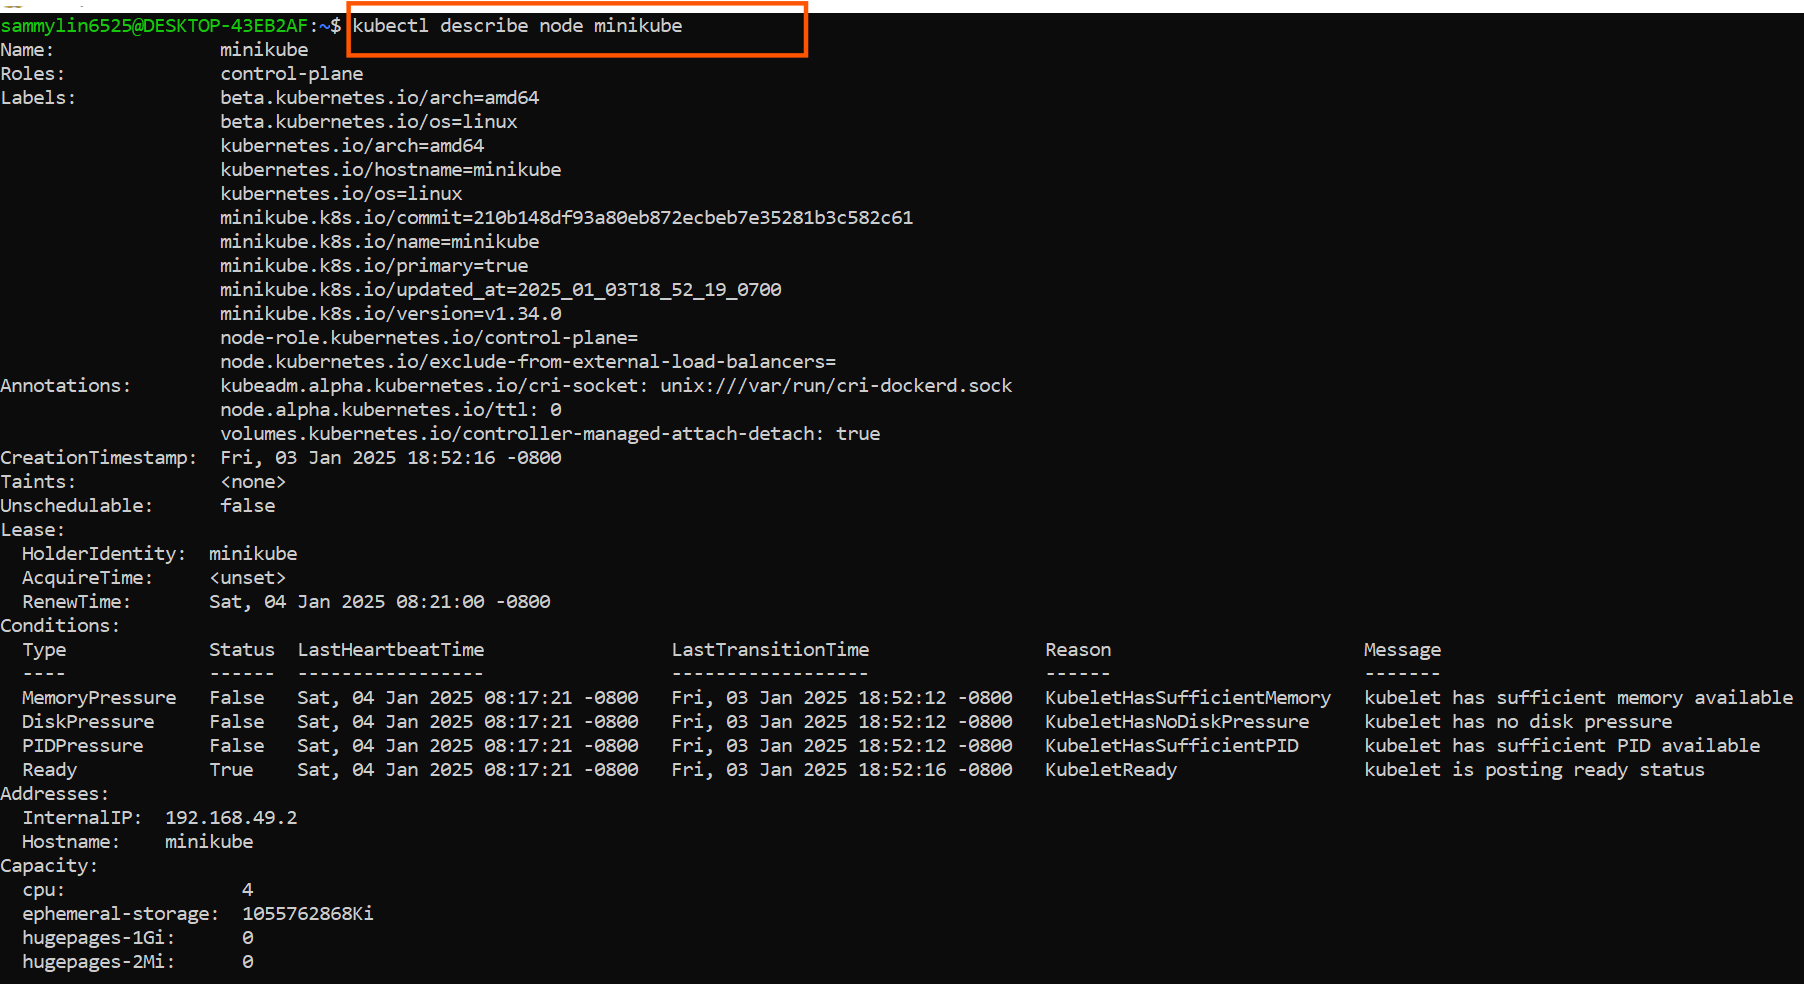 sammylin6525@DESKTOP-43EB2AF:~$ kubectl describe node minikube
Name:               minikube
Roles:              control-plane
Labels:             beta.kubernetes.io/arch=amd64
                    beta.kubernetes.io/os=linux
                    kubernetes.io/arch=amd64
                    kubernetes.io/hostname=minikube
                    kubernetes.io/os=linux
                    minikube.k8s.io/commit=210b148df93a80eb872ecbeb7e35281b3c582c61
                    minikube.k8s.io/name=minikube
                    minikube.k8s.io/primary=true
                    minikube.k8s.io/updated_at=2025_01_03T18_52_19_0700
                    minikube.k8s.io/version=v1.34.0
                    node-role.kubernetes.io/control-plane=
                    node.kubernetes.io/exclude-from-external-load-balancers=
Annotations:        kubeadm.alpha.kubernetes.io/cri-socket: unix:///var/run/cri-dockerd.sock
                    node.alpha.kubernetes.io/ttl: 0
                    volumes.kubernetes.io/controller-managed-attach-detach: true
CreationTimestamp:  Fri, 03 Jan 2025 18:52:16 -0800
Taints:             <none>
Unschedulable:      false
Lease:
  HolderIdentity:  minikube
  AcquireTime:     <unset>
  RenewTime:       Sat, 04 Jan 2025 08:21:00 -0800
Conditions:
  Type             Status  LastHeartbeatTime                 LastTransitionTime                Reason                       Message
  ----             ------  -----------------                 ------------------                ------                       -------
  MemoryPressure   False   Sat, 04 Jan 2025 08:17:21 -0800   Fri, 03 Jan 2025 18:52:12 -0800   KubeletHasSufficientMemory   kubelet has sufficient memory available
  DiskPressure     False   Sat, 04 Jan 2025 08:17:21 -0800   Fri, 03 Jan 2025 18:52:12 -0800   KubeletHasNoDiskPressure     kubelet has no disk pressure
  PIDPressure      False   Sat, 04 Jan 2025 08:17:21 -0800   Fri, 03 Jan 2025 18:52:12 -0800   KubeletHasSufficientPID      kubelet has sufficient PID available
  Ready            True    Sat, 04 Jan 2025 08:17:21 -0800   Fri, 03 Jan 2025 18:52:16 -0800   KubeletReady                 kubelet is posting ready status
Addresses:
  InternalIP:  192.168.49.2
  Hostname:    minikube
Capacity:
  cpu:                4
  ephemeral-storage:  1055762868Ki
  hugepages-1Gi:      0
  hugepages-2Mi:      0